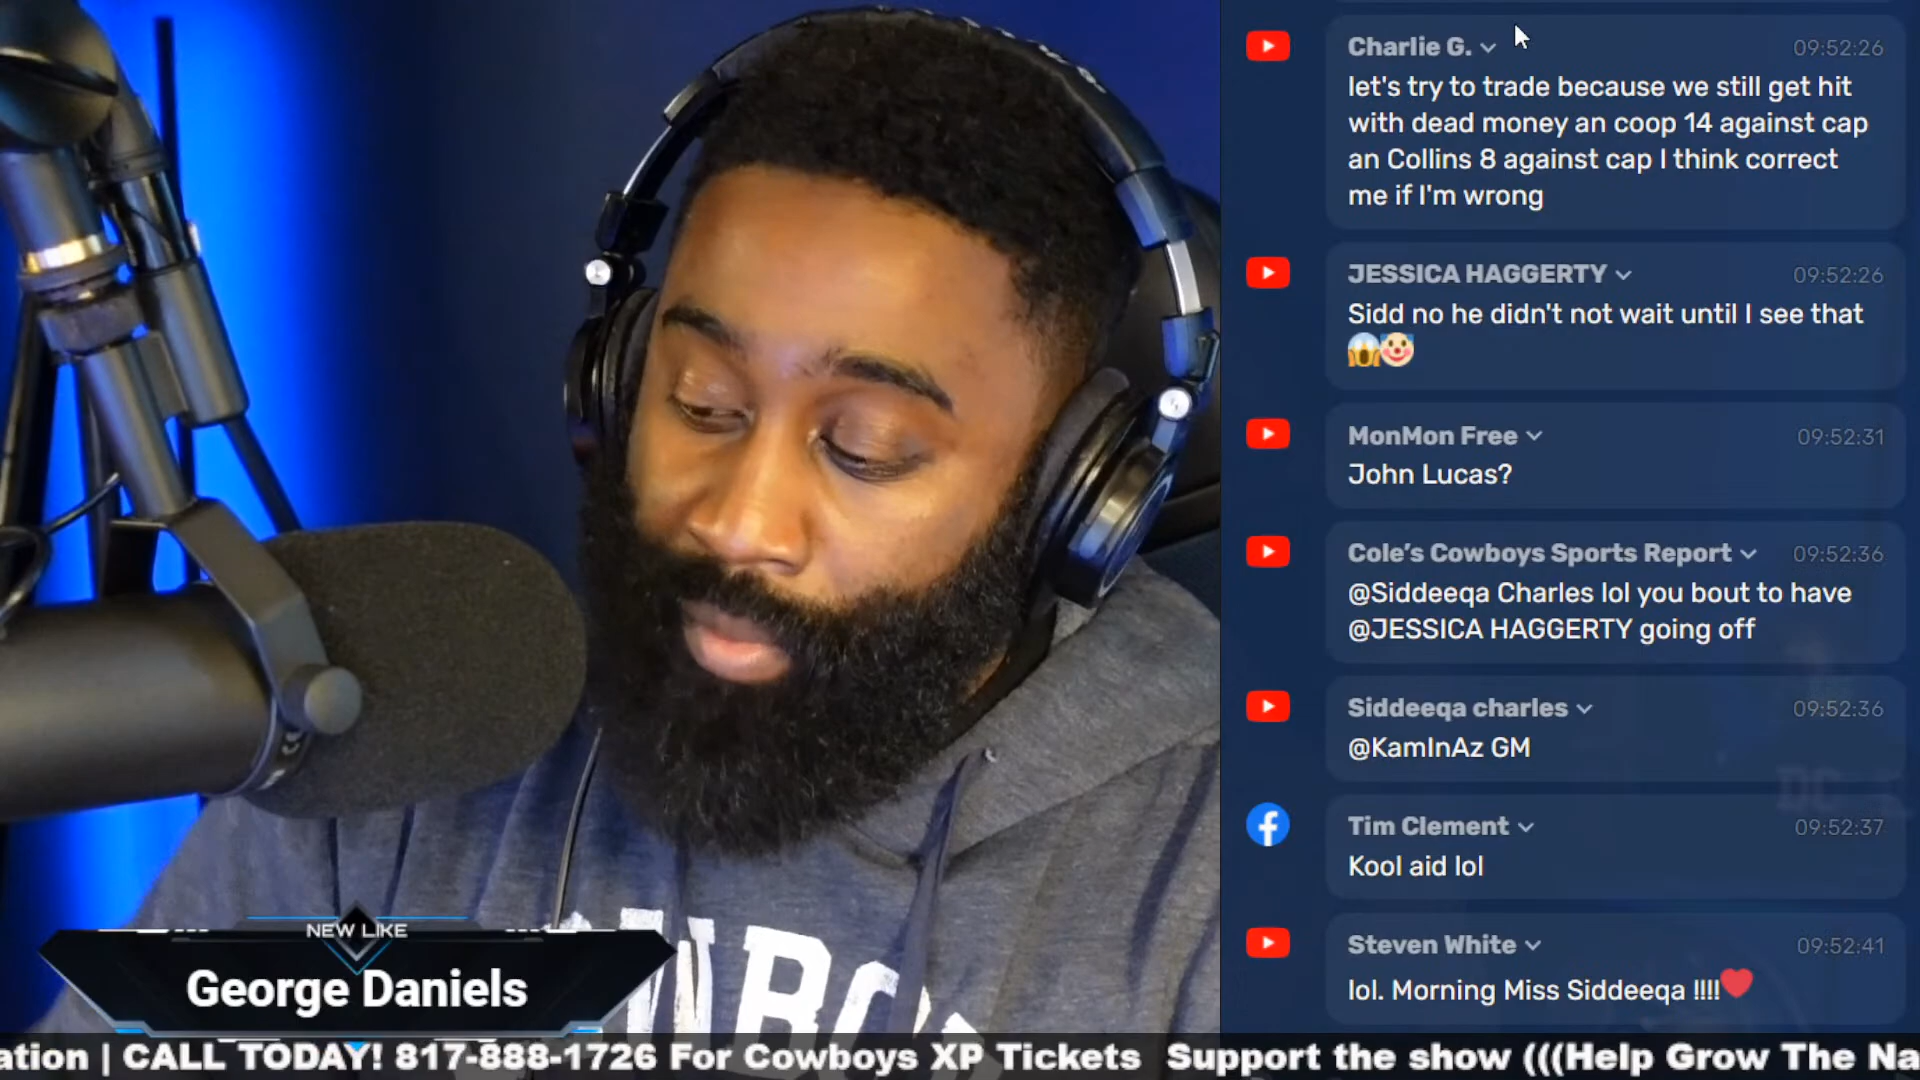 Charlie G.
09:52:26
let's try to trade because we still get hit
with dead money an coop 14 against cap
an Collins 8 against cap I think correct
me if I'm wrong
JESSICA HAGGERTY
09:52:26
Sidd no he didn't not wait until I see that
😱🤡
MonMon Free
09:52:31
John Lucas?
Cole's Cowboys Sports Report
09:52:36
@Siddeeqa Charles lol you bout to have
@JESSICA HAGGERTY going off
Siddeeqa charles
09:52:36
@KamInAz GM
Tim Clement
09:52:37
Kool aid lol
Steven White
09:52:41
lol. Morning Miss Siddeeqa !!!!❤️
NEW LIKE
George Daniels
ation | CALL TODAY! 817-888-1726 For Cowboys XP Tickets Support the show (((Help Grow The Na